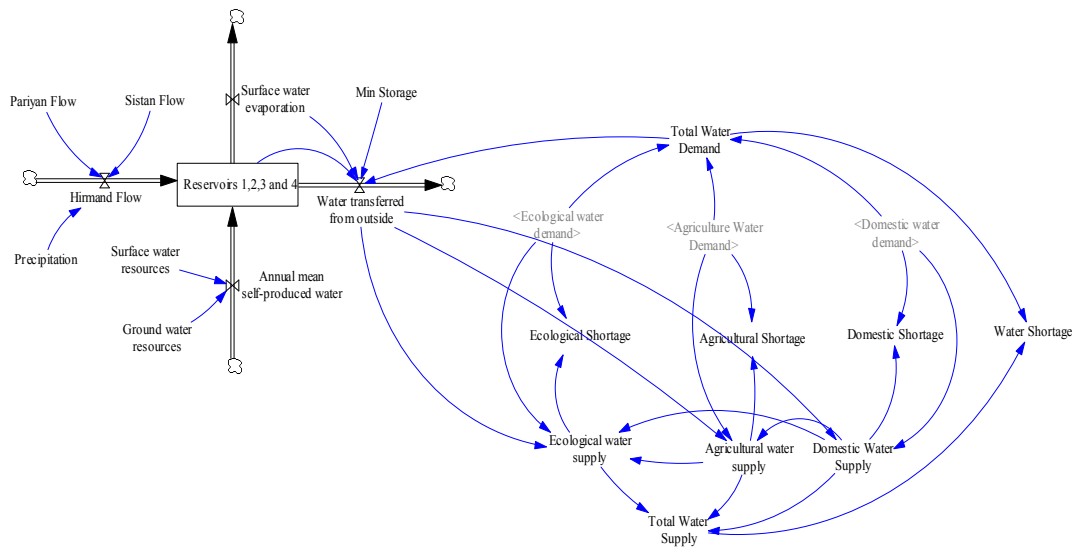 Surface water
evaporation
Min Storage
Pariyan Flow
Sistan Flow
Total Water
Demand
Reservoirs 1,2,3 and 4
Hirmand Flow
Water transferred
from outside
<Ecological water
demand>
<Agriculture Water
Demand>
<Domestic water
demand>
Precipitation
Surface water
resources
Annual mean
self-produced water
Ground water
resources
Ecological Shortage
Agricultural Shortage
Domestic Shortage
Water Shortage
Ecological water
supply
Agricultural water
supply
Domestic Water
Supply
Total Water
Supply